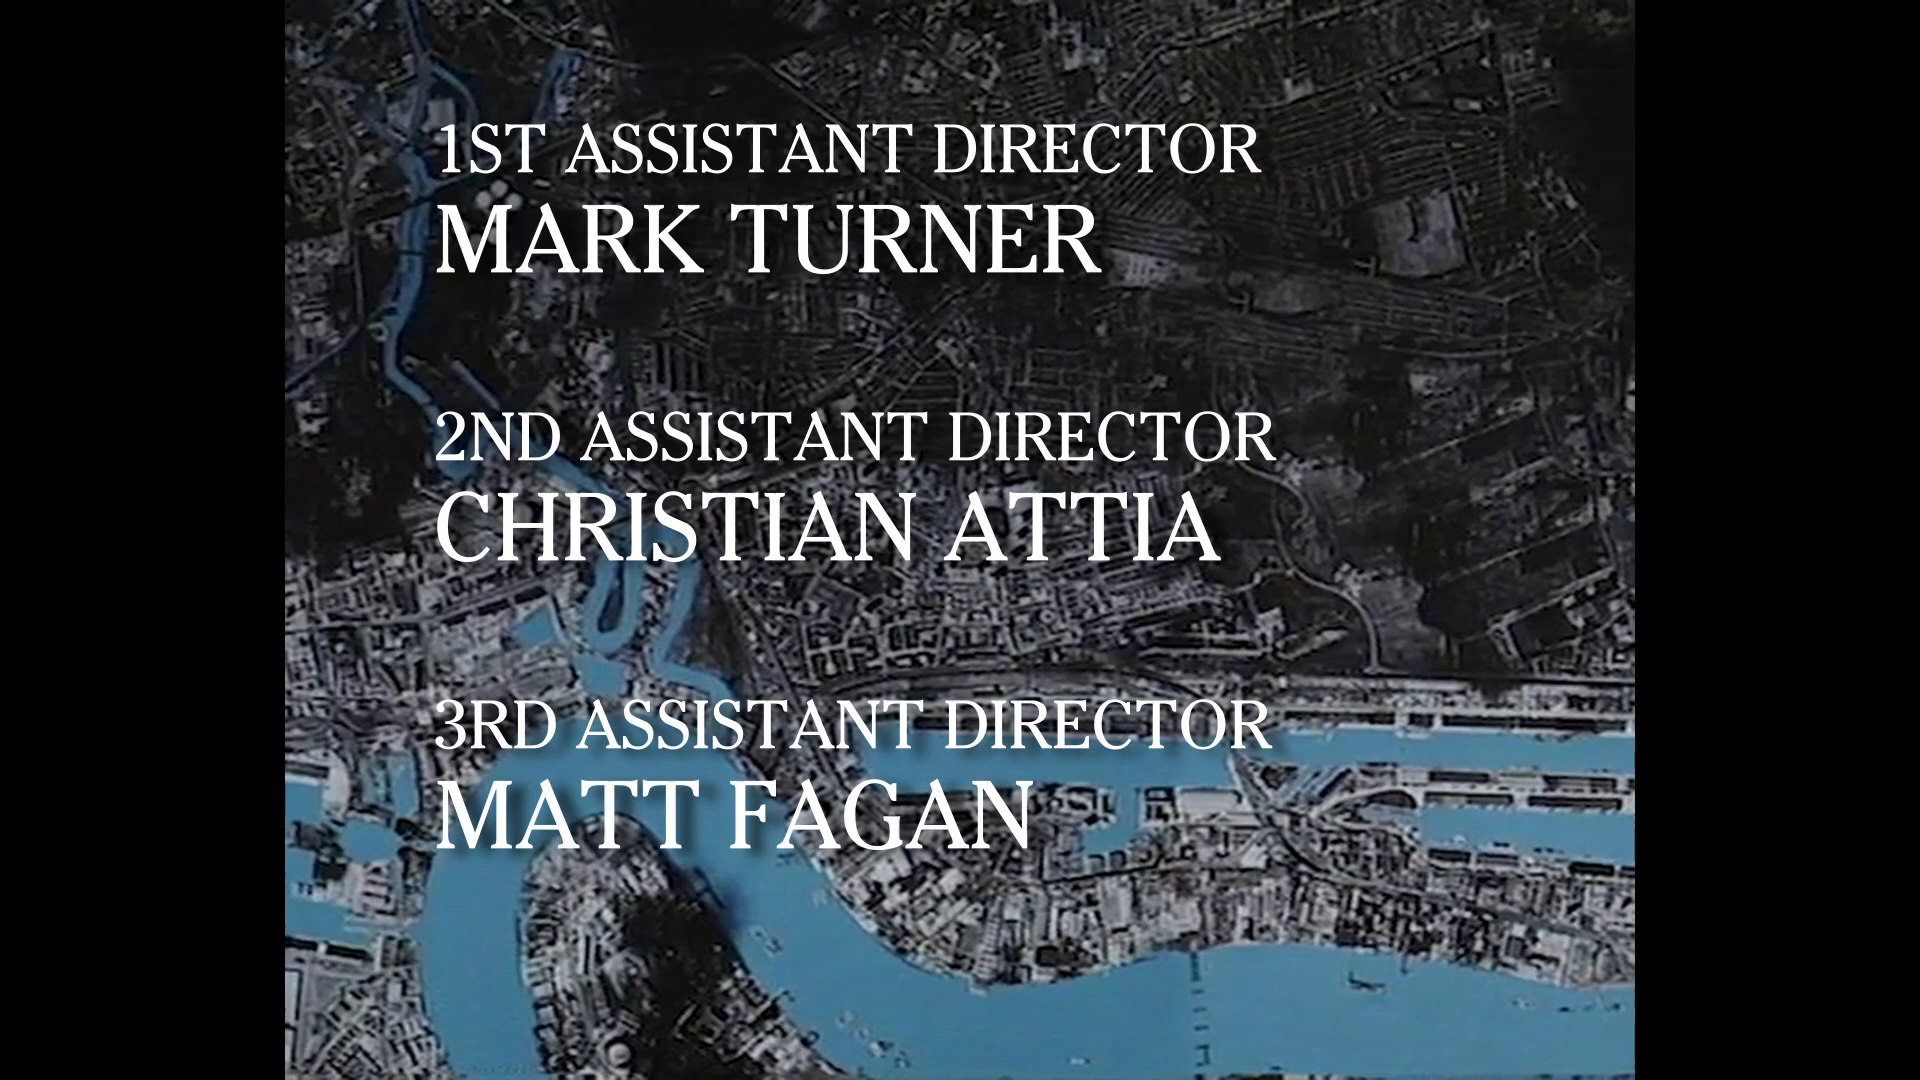 1ST ASSISTANT DIRECTOR
MARK TURNER
2ND ASSISTANT DIRECTOR
CHRISTIAN ATTIA
3RD ASSISTANT DIRECTOR
MATT FAGAN